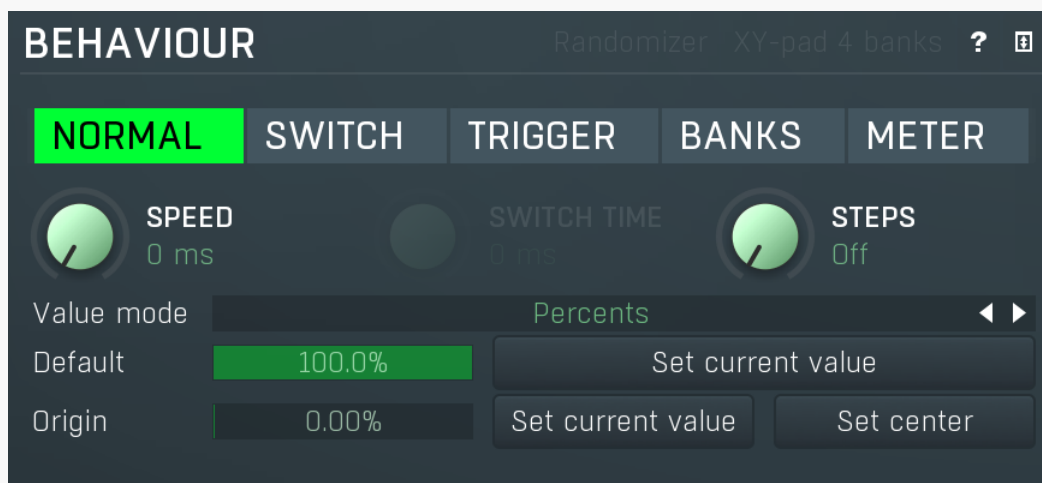 BEHAVIOUR Randomizer XY-pad 4 banks ?
NORMAL SWITCH TRIGGER BANKS METER
SPEED SWITCH TIME STEPS
0 ms 0 ms Off
Value mode Percents
Default 100.0% Set current value
Origin 0.00% Set current value Set center